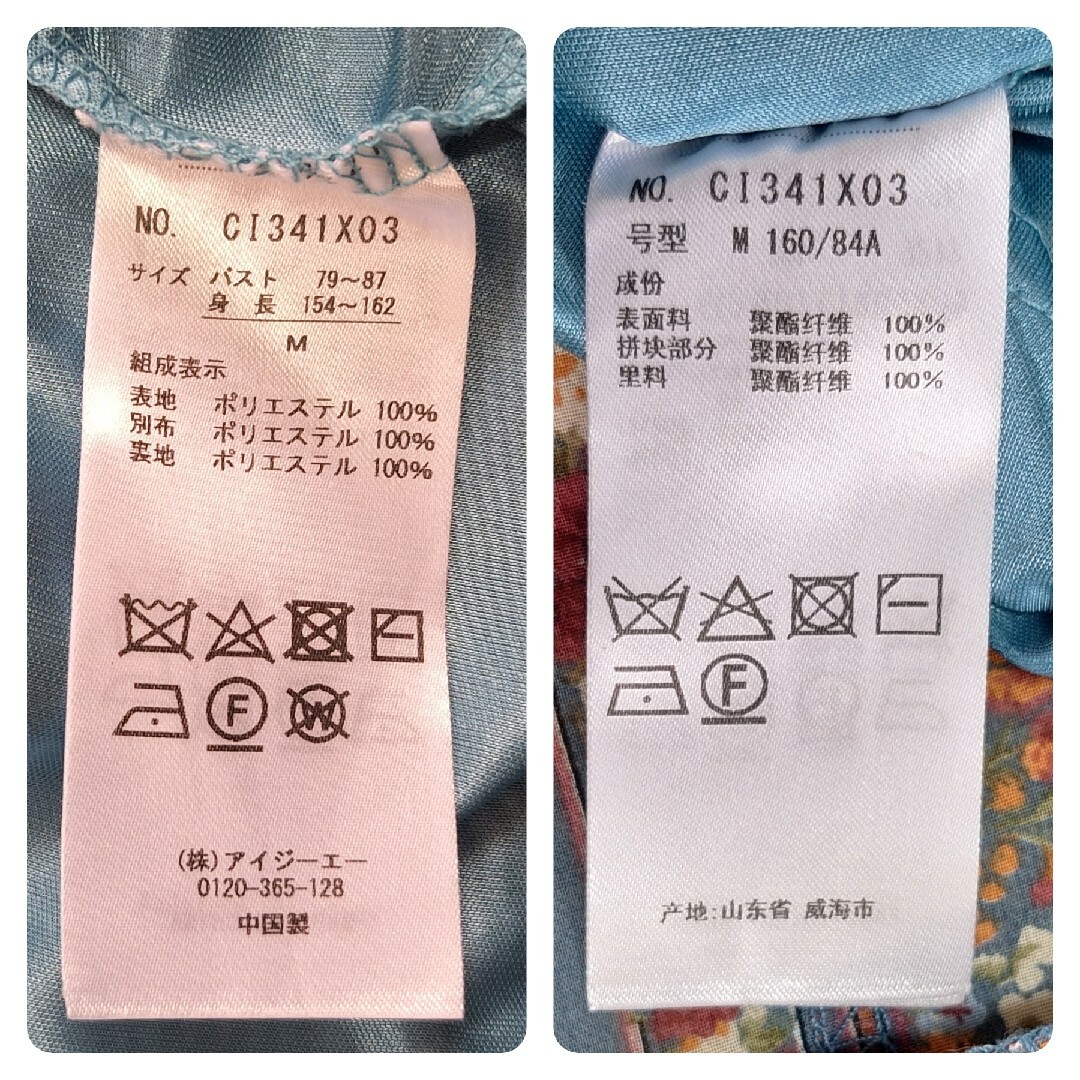 NO. CI341X03
サイズ バスト 79～87
身長 154～162
M
組成表示
表地 ポリエステル 100%
別布 ポリエステル 100%
裏地 ポリエステル 100%
F
W
(株)アイジーエー
0120-365-128
中国製
NO. CI341X03
号型 M 160/84A
成份
表面料 聚酯纤维 100%
拼块部分 聚酯纤维 100%
里料 聚酯纤维 100%
F
产地:山东省 威海市